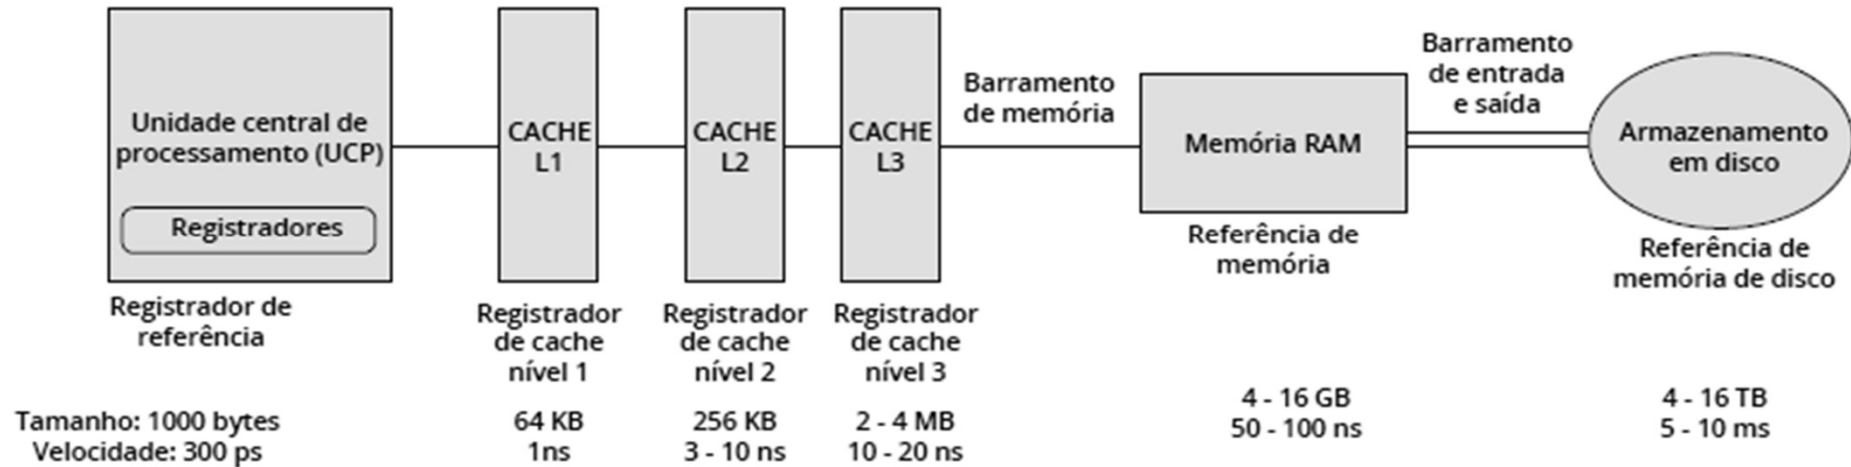 Unidade central de
processamento (UCP)
Registradores
Registrador de
referência
Tamanho: 1000 bytes
Velocidade: 300 ps
CACHE
L1
Registrador
de cache
nível 1
64 KB
1ns
CACHE
L2
Registrador
de cache
nível 2
256 KB
3 - 10 ns
CACHE
L3
Registrador
de cache
nível 3
2 - 4 MB
10 - 20 ns
Barramento
de memória
Memória RAM
Referência de
memória
4 - 16 GB
50 - 100 ns
Barramento
de entrada
e saída
Armazenamento
em disco
Referência de
memória de disco
4 - 16 TB
5 - 10 ms